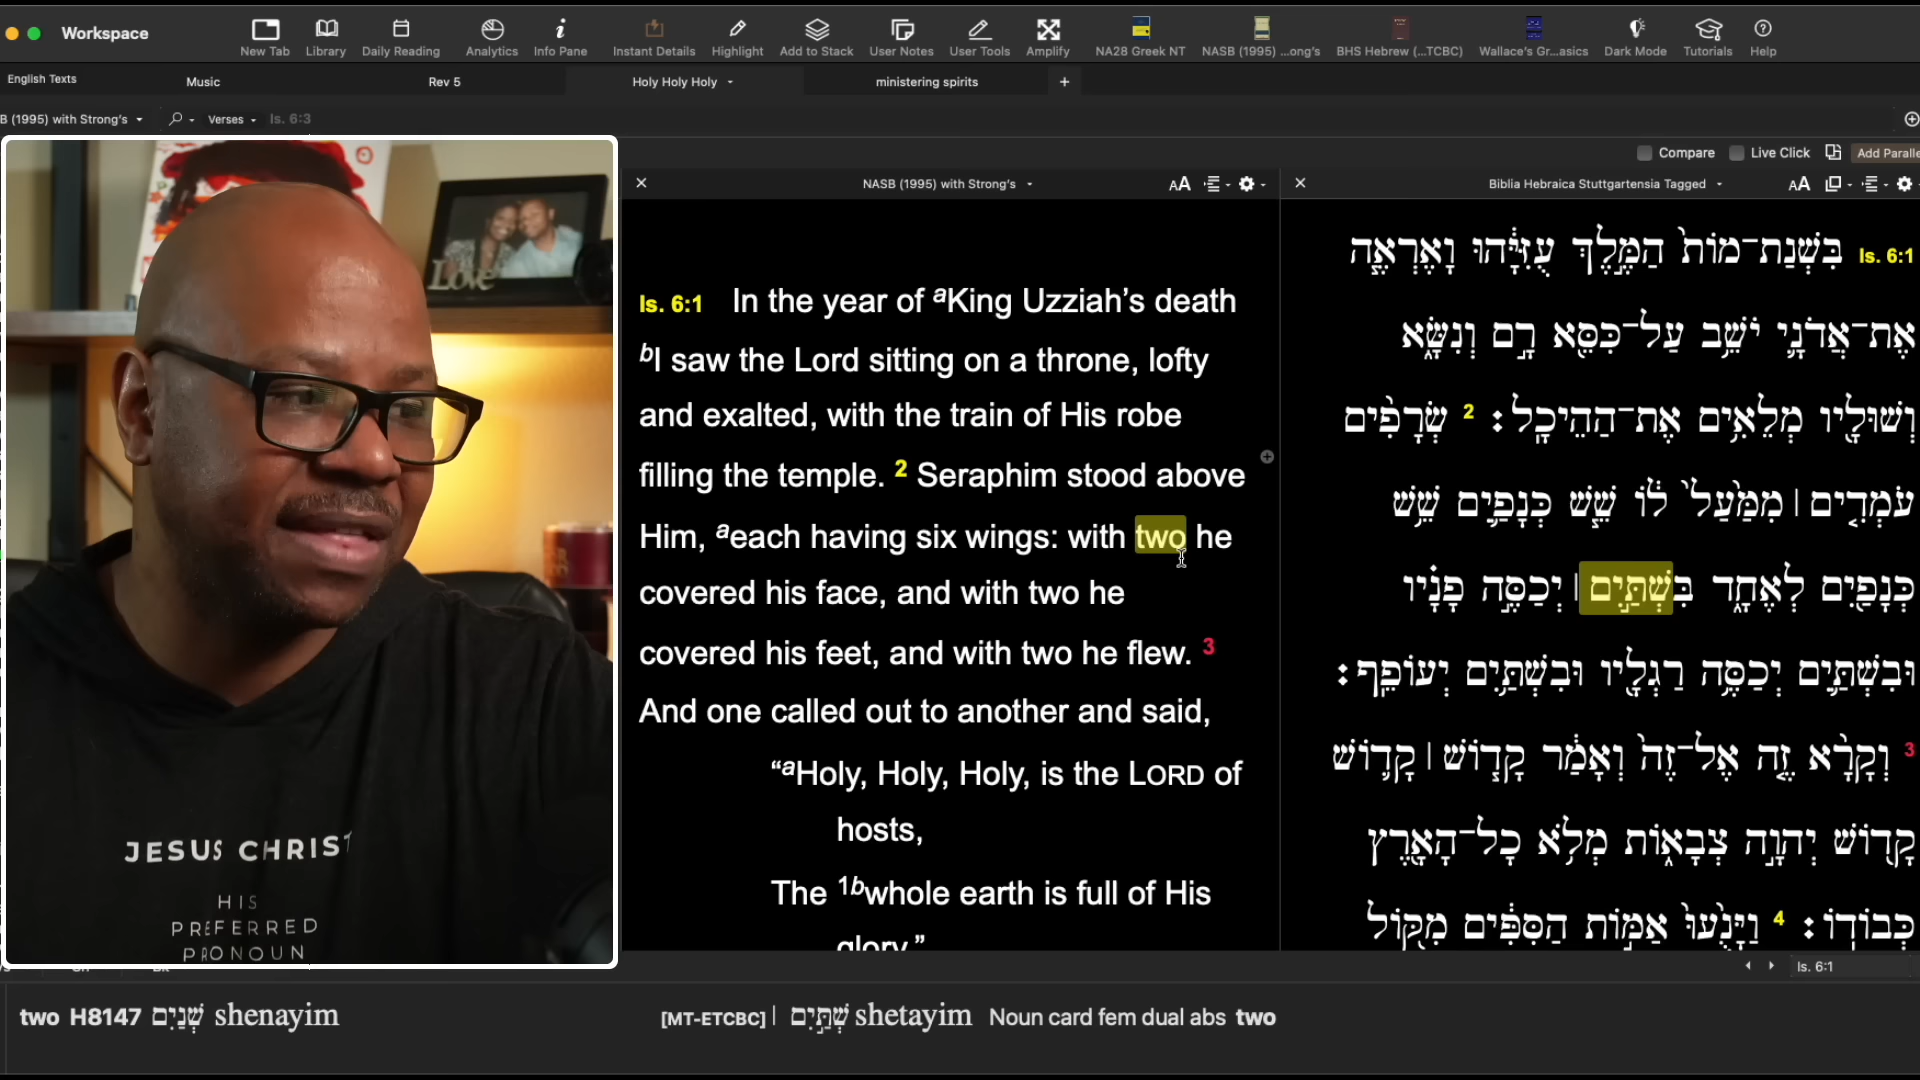 Workspace
New Tab
Library
Daily Reading
Analytics
Info Pane
Instant Details
Highlight
Add to Stack
User Notes
User Tools
Amplify
NA28 Greek NT
NASB (1995) ...ong's
BHS Hebrew (...TCBC)
Wallace's Gr...asics
Dark Mode
Tutorials
Help
English Texts
Music
Rev 5
Holy Holy Holy
ministering spirits
B (1995) with Strong's
Verses
Is. 6:3
Compare
Live Click
Add Paralle
NASB (1995) with Strong's
AA
Is. 6:1 In the year of aKing Uzziah's death
bI saw the Lord sitting on a throne, lofty
and exalted, with the train of His robe
filling the temple. 2 Seraphim stood above
Him, aeach having six wings: with two he
covered his face, and with two he
covered his feet, and with two he flew. 3
And one called out to another and said,
“aHoly, Holy, Holy, is the LORD of
hosts,
The 1bwhole earth is full of His
glory.”
Biblia Hebraica Stuttgartensia Tagged
AA
Is. 6:1 בִּשְׁנַת־מוֹת֙ הַמֶּ֣לֶךְ עֻזִּיָּ֔הוּ וָאֶרְאֶ֧ה
אֶת־אֲדֹנָ֛י יֹשֵׁ֥ב עַל־כִּסֵּ֖א רָ֣ם וְנִשָּׂ֑א
וְשׁוּלָ֖יו מְלֵאִ֥ים אֶת־הַהֵיכָֽל׃ 2 שְׂרָפִ֨ים
עֹמְדִ֤ים׀ מִמַּ֙עַל֙ ל֔וֹ שֵׁ֧שׁ כְּנָפַ֛יִם שֵׁ֥שׁ
כְּנָפַ֖יִם לְאֶחָ֑ד בִּשְׁתַּ֣יִם׀ יְכַסֶּ֣ה פָנָ֗יו
וּבִשְׁתַּ֛יִם יְכַסֶּ֥ה רַגְלָ֖יו וּבִשְׁתַּ֥יִם יְעוֹפֵֽף׃
3 וְקָרָ֨א זֶ֤ה אֶל־זֶה֙ וְאָמַ֔ר קָד֧וֹשׁ׀ קָד֛וֹשׁ
קָד֖וֹשׁ יְהוָ֣ה צְבָא֑וֹת מְלֹ֥א כָל־הָאָ֖רֶץ
כְּבוֹדֽוֹ׃ 4 וַיָּנֻ֙עוּ֙ אַמּ֣וֹת הַסִּפִּ֔ים מִקּ֖וֹל
Is. 6:1
Love
JESUS CHRIST
HIS
PREFERRED
PRONOUN
two H8147 שְׁנַיִם shenayim
[MT-ETCBC] | שְׁתַּ֣יִם shetayim Noun card fem dual abs two